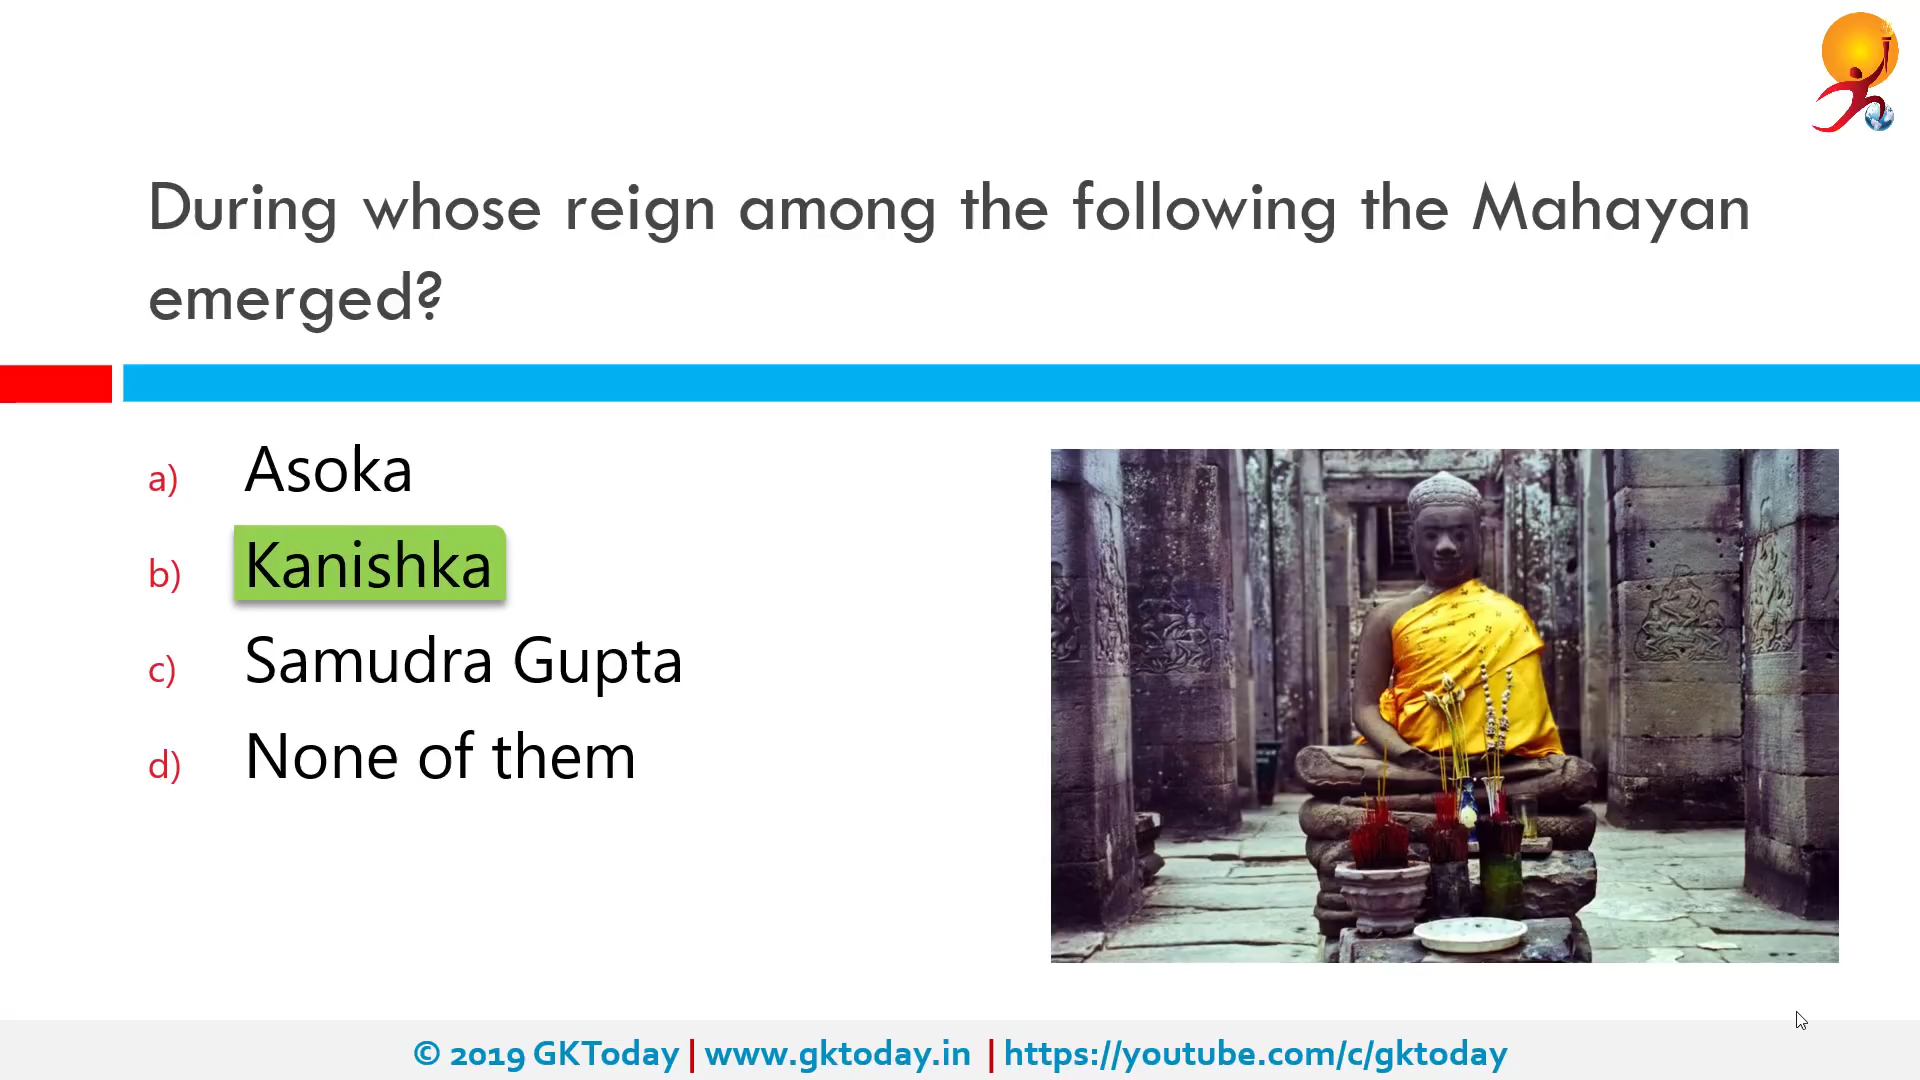 During whose reign among the following the Mahayan
emerged?
a) Asoka
b) Kanishka
c) Samudra Gupta
d) None of them
© 2019 GKToday | www.gktoday.in | https://youtube.com/c/gktoday